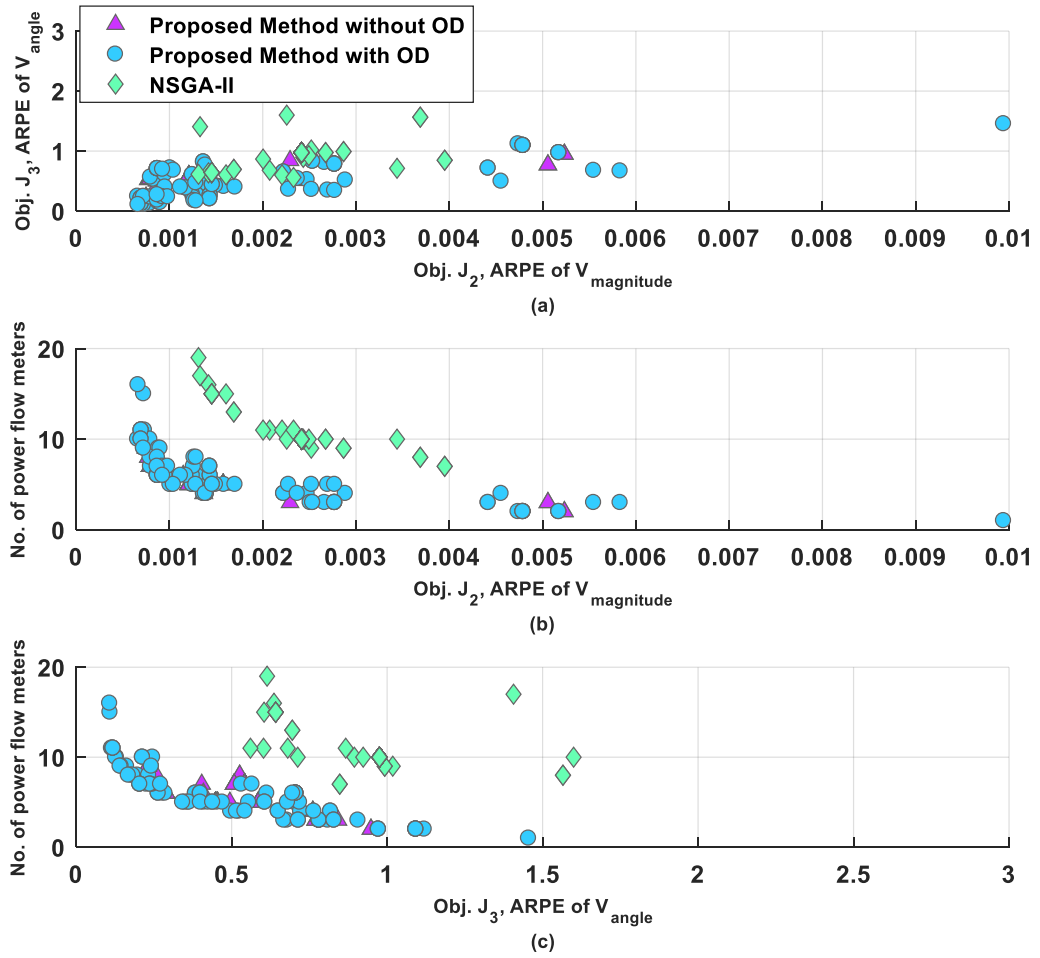 Proposed Method without OD
Proposed Method with OD
NSGA-II
Obj. J3, ARPE of Vangle
3
2
1
0
0 0.001 0.002 0.003 0.004 0.005 0.006 0.007 0.008 0.009 0.01
Obj. J2, ARPE of Vmagnitude
(a)
No. of power flow meters
20
10
0
0 0.001 0.002 0.003 0.004 0.005 0.006 0.007 0.008 0.009 0.01
Obj. J2, ARPE of Vmagnitude
(b)
No. of power flow meters
20
10
0
0 0.5 1 1.5 2 2.5 3
Obj. J3, ARPE of Vangle
(c)